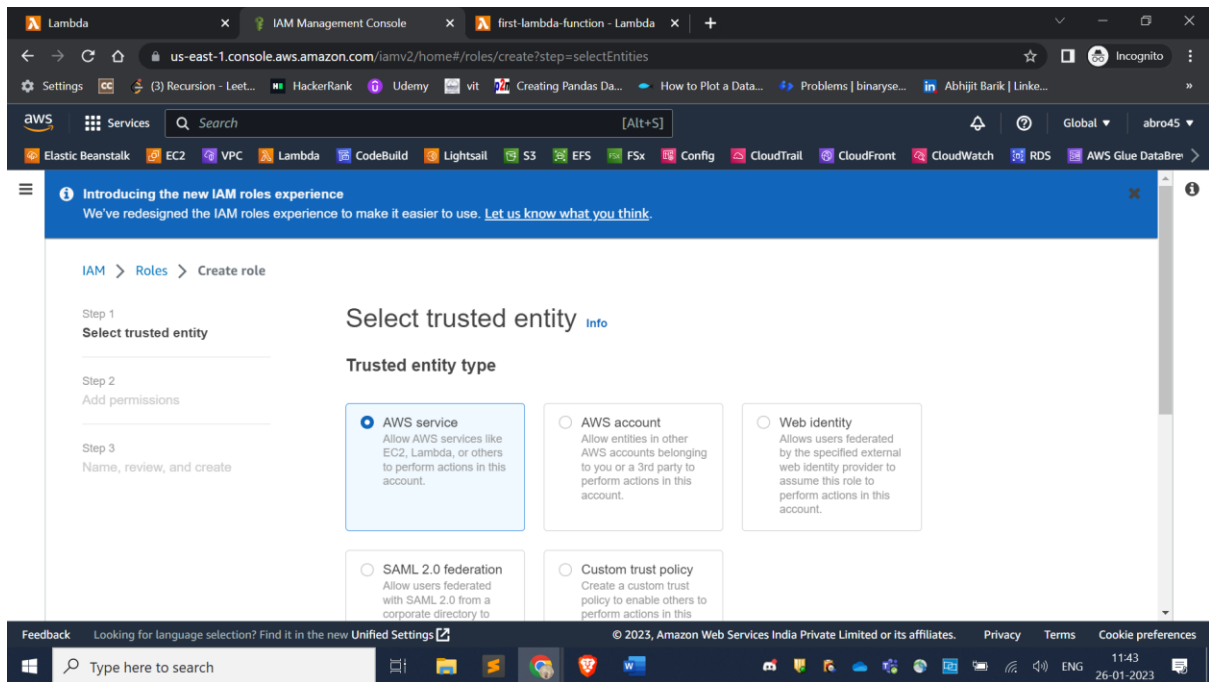 Lambda
IAM Management Console
first-lambda-function - Lambda
us-east-1.console.aws.amazon.com/iamv2/home#/roles/create?step=selectEntities
Incognito
Settings
CC
(3) Recursion - Leet...
HackerRank
Udemy
vit
Creating Pandas Da...
How to Plot a Data...
Problems | binaryse...
Abhijit Barik | Linke...
»
aws
Services
Search
[Alt+S]
Global
abro45
Elastic Beanstalk
EC2
VPC
Lambda
CodeBuild
Lightsail
S3
EFS
FSx
Config
CloudTrail
CloudFront
CloudWatch
RDS
AWS Glue DataBre
Introducing the new IAM roles experience
We've redesigned the IAM roles experience to make it easier to use. Let us know what you think.
IAM > Roles > Create role
Step 1
Select trusted entity
Step 2
Add permissions
Step 3
Name, review, and create
Select trusted entity Info
Trusted entity type
AWS service
Allow AWS services like
EC2, Lambda, or others
to perform actions in this
account.
AWS account
Allow entities in other
AWS accounts belonging
to you or a 3rd party to
perform actions in this
account.
Web identity
Allows users federated
by the specified external
web identity provider to
assume this role to
perform actions in this
account.
SAML 2.0 federation
Allow users federated
with SAML 2.0 from a
corporate directory to
Custom trust policy
Create a custom trust
policy to enable others to
perform actions in this
Feedback
Looking for language selection? Find it in the new Unified Settings
© 2023, Amazon Web Services India Private Limited or its affiliates.
Privacy
Terms
Cookie preferences
Type here to search
ENG
11:43
26-01-2023